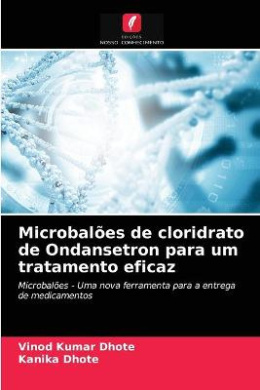 EDIÇÕES
NOSSO CONHECIMENTO
Microbalões de cloridrato
de Ondansetron para um
tratamento eficaz
Microbalões - Uma nova ferramenta para a entrega
de medicamentos
Vinod Kumar Dhote
Kanika Dhote